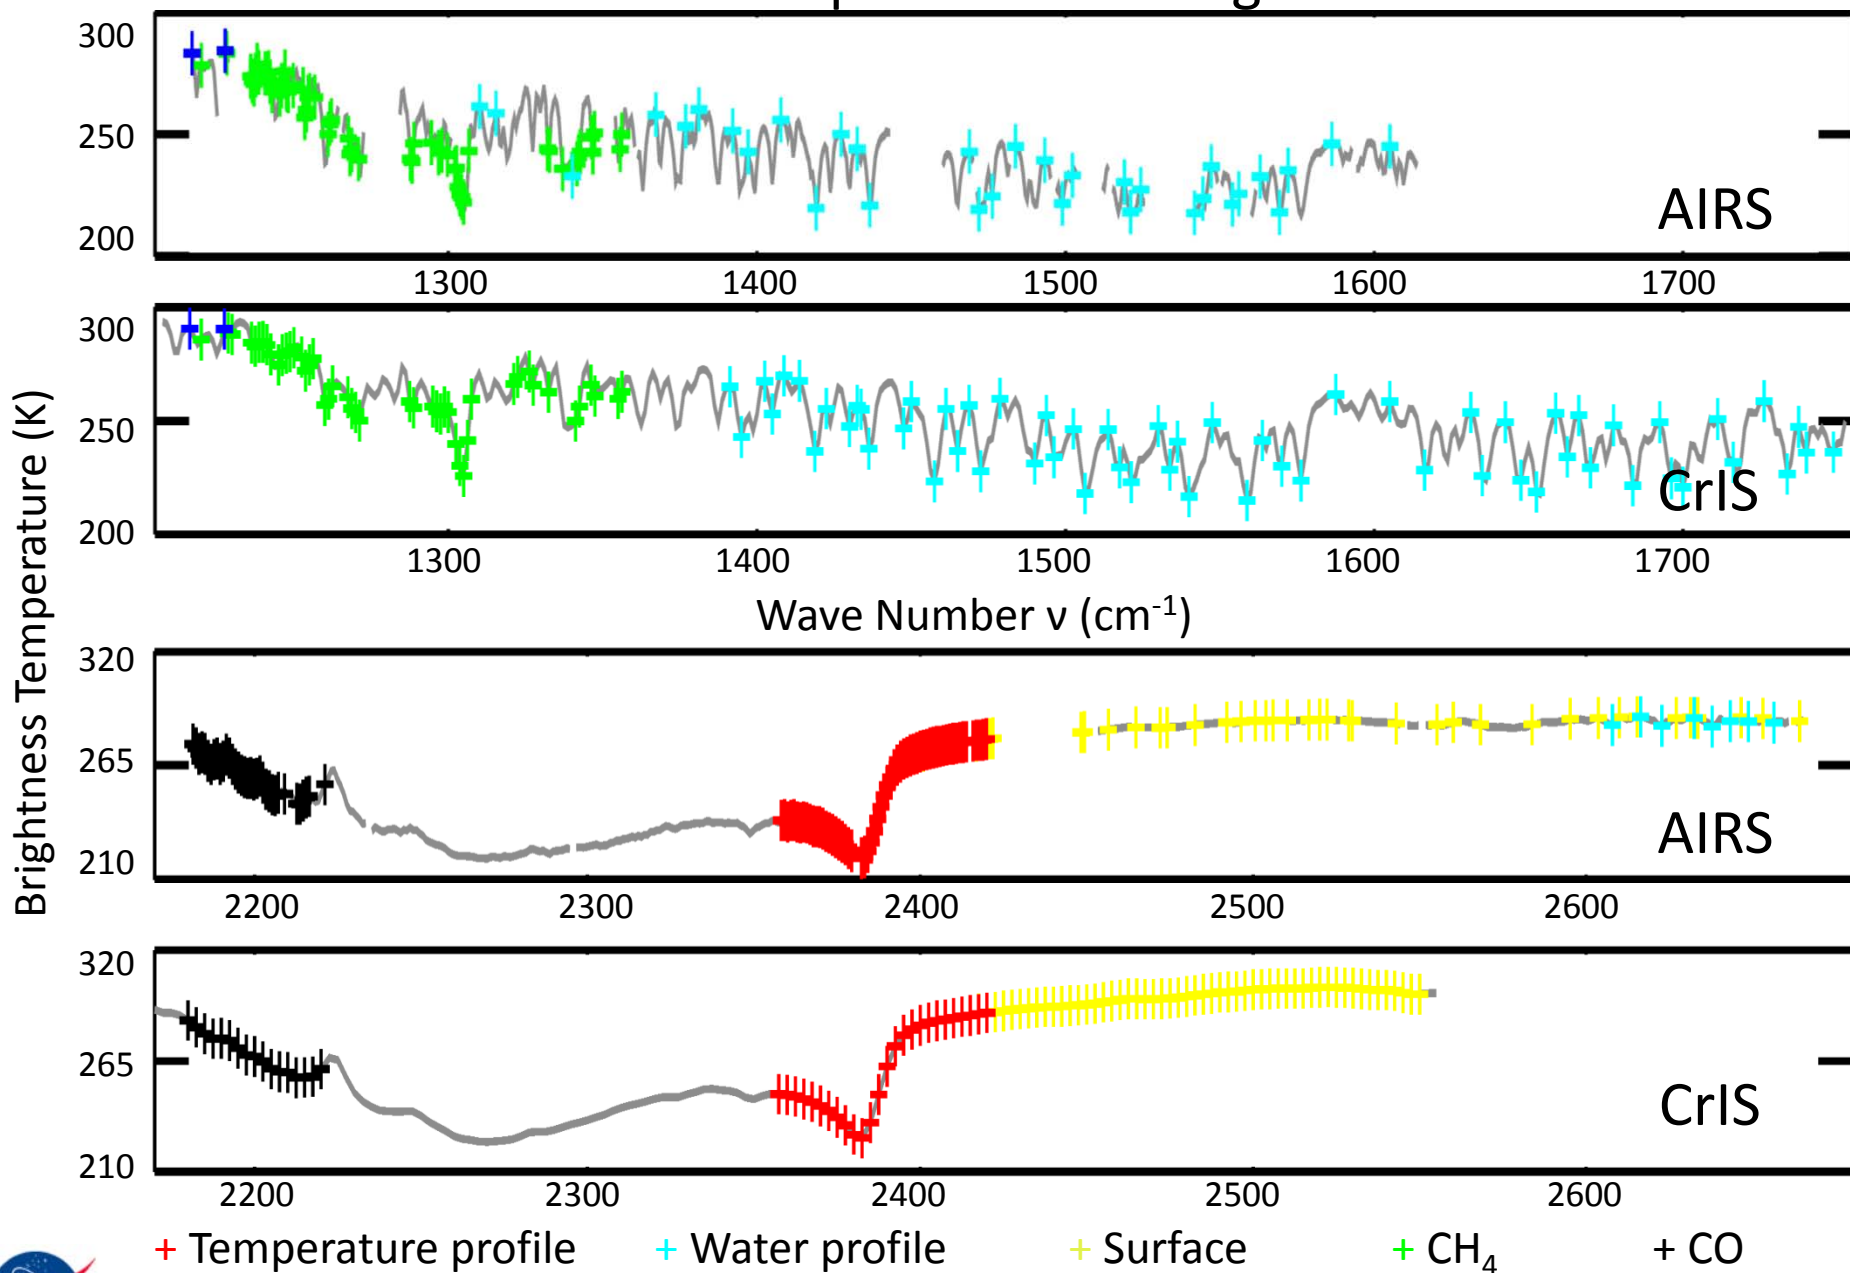 300
250
200
AIRS
1300 1400 1500 1600 1700
300
250
200
CrIS
1300 1400 1500 1600 1700
Wave Number ν (cm-1)
Brightness Temperature (K)
320
265
210
AIRS
2200 2300 2400 2500 2600
320
265
210
CrIS
2200 2300 2400 2500 2600
+ Temperature profile + Water profile + Surface + CH4 + CO